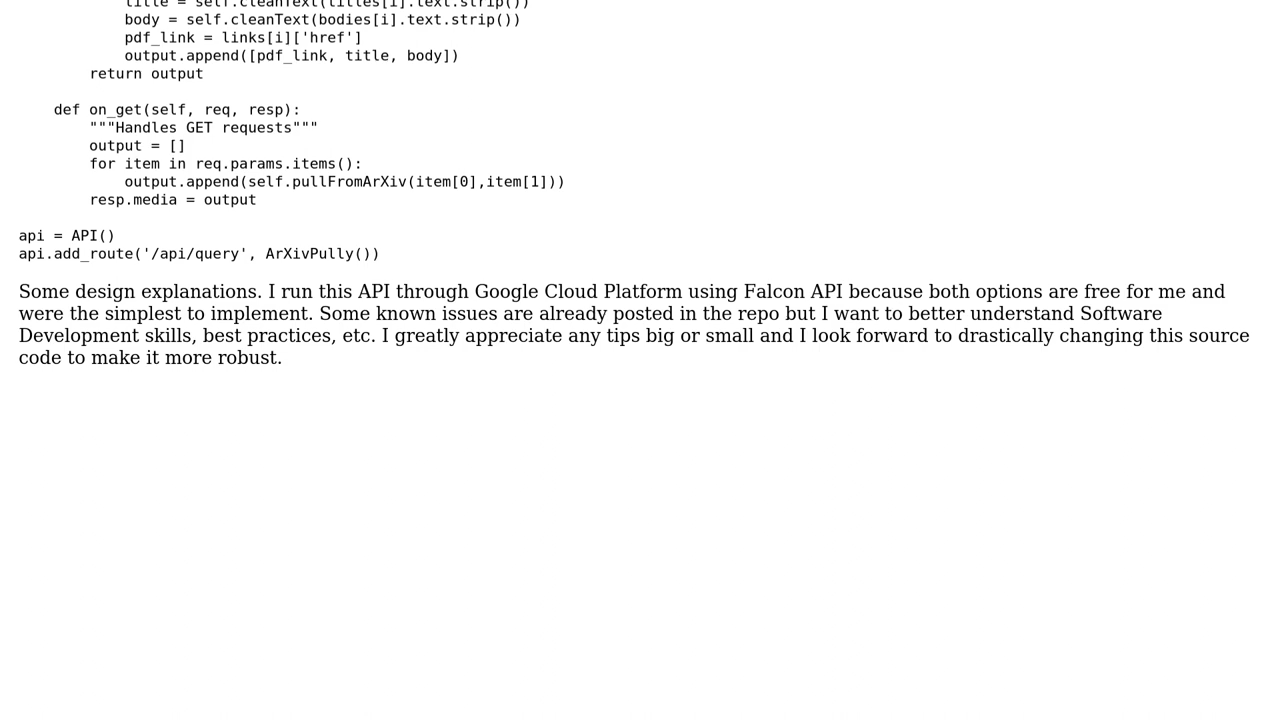 title = self.cleanText(titles[i].text.strip())
body = self.cleanText(bodies[i].text.strip())
pdf_link = links[i]['href']
output.append([pdf_link, title, body])
return output
def on_get(self, req, resp):
"""Handles GET requests"""
output = []
for item in req.params.items():
output.append(self.pullFromArXiv(item[0],item[1]))
resp.media = output
api = API()
api.add_route('/api/query', ArXivPully())
Some design explanations. I run this API through Google Cloud Platform using Falcon API because both options are free for me and
were the simplest to implement. Some known issues are already posted in the repo but I want to better understand Software
Development skills, best practices, etc. I greatly appreciate any tips big or small and I look forward to drastically changing this source
code to make it more robust.